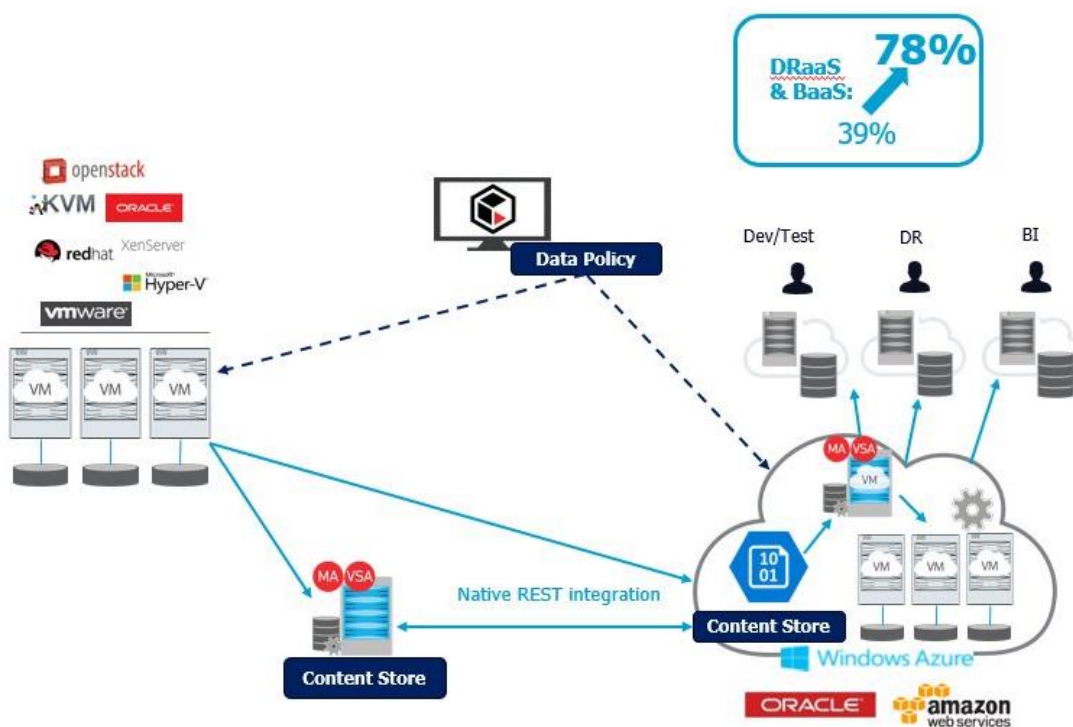 78%
DRaaS
& BaaS:
39%
openstack
KVM
ORACLE
redhat
XenServer
Microsoft
Hyper-V
vmware
VM
VM
VM
Data Policy
Dev/Test
DR
BI
MA
VSA
VM
10
01
VM
VM
VM
MA
VSA
Native REST integration
Content Store
Content Store
Windows Azure
ORACLE
amazon
web services